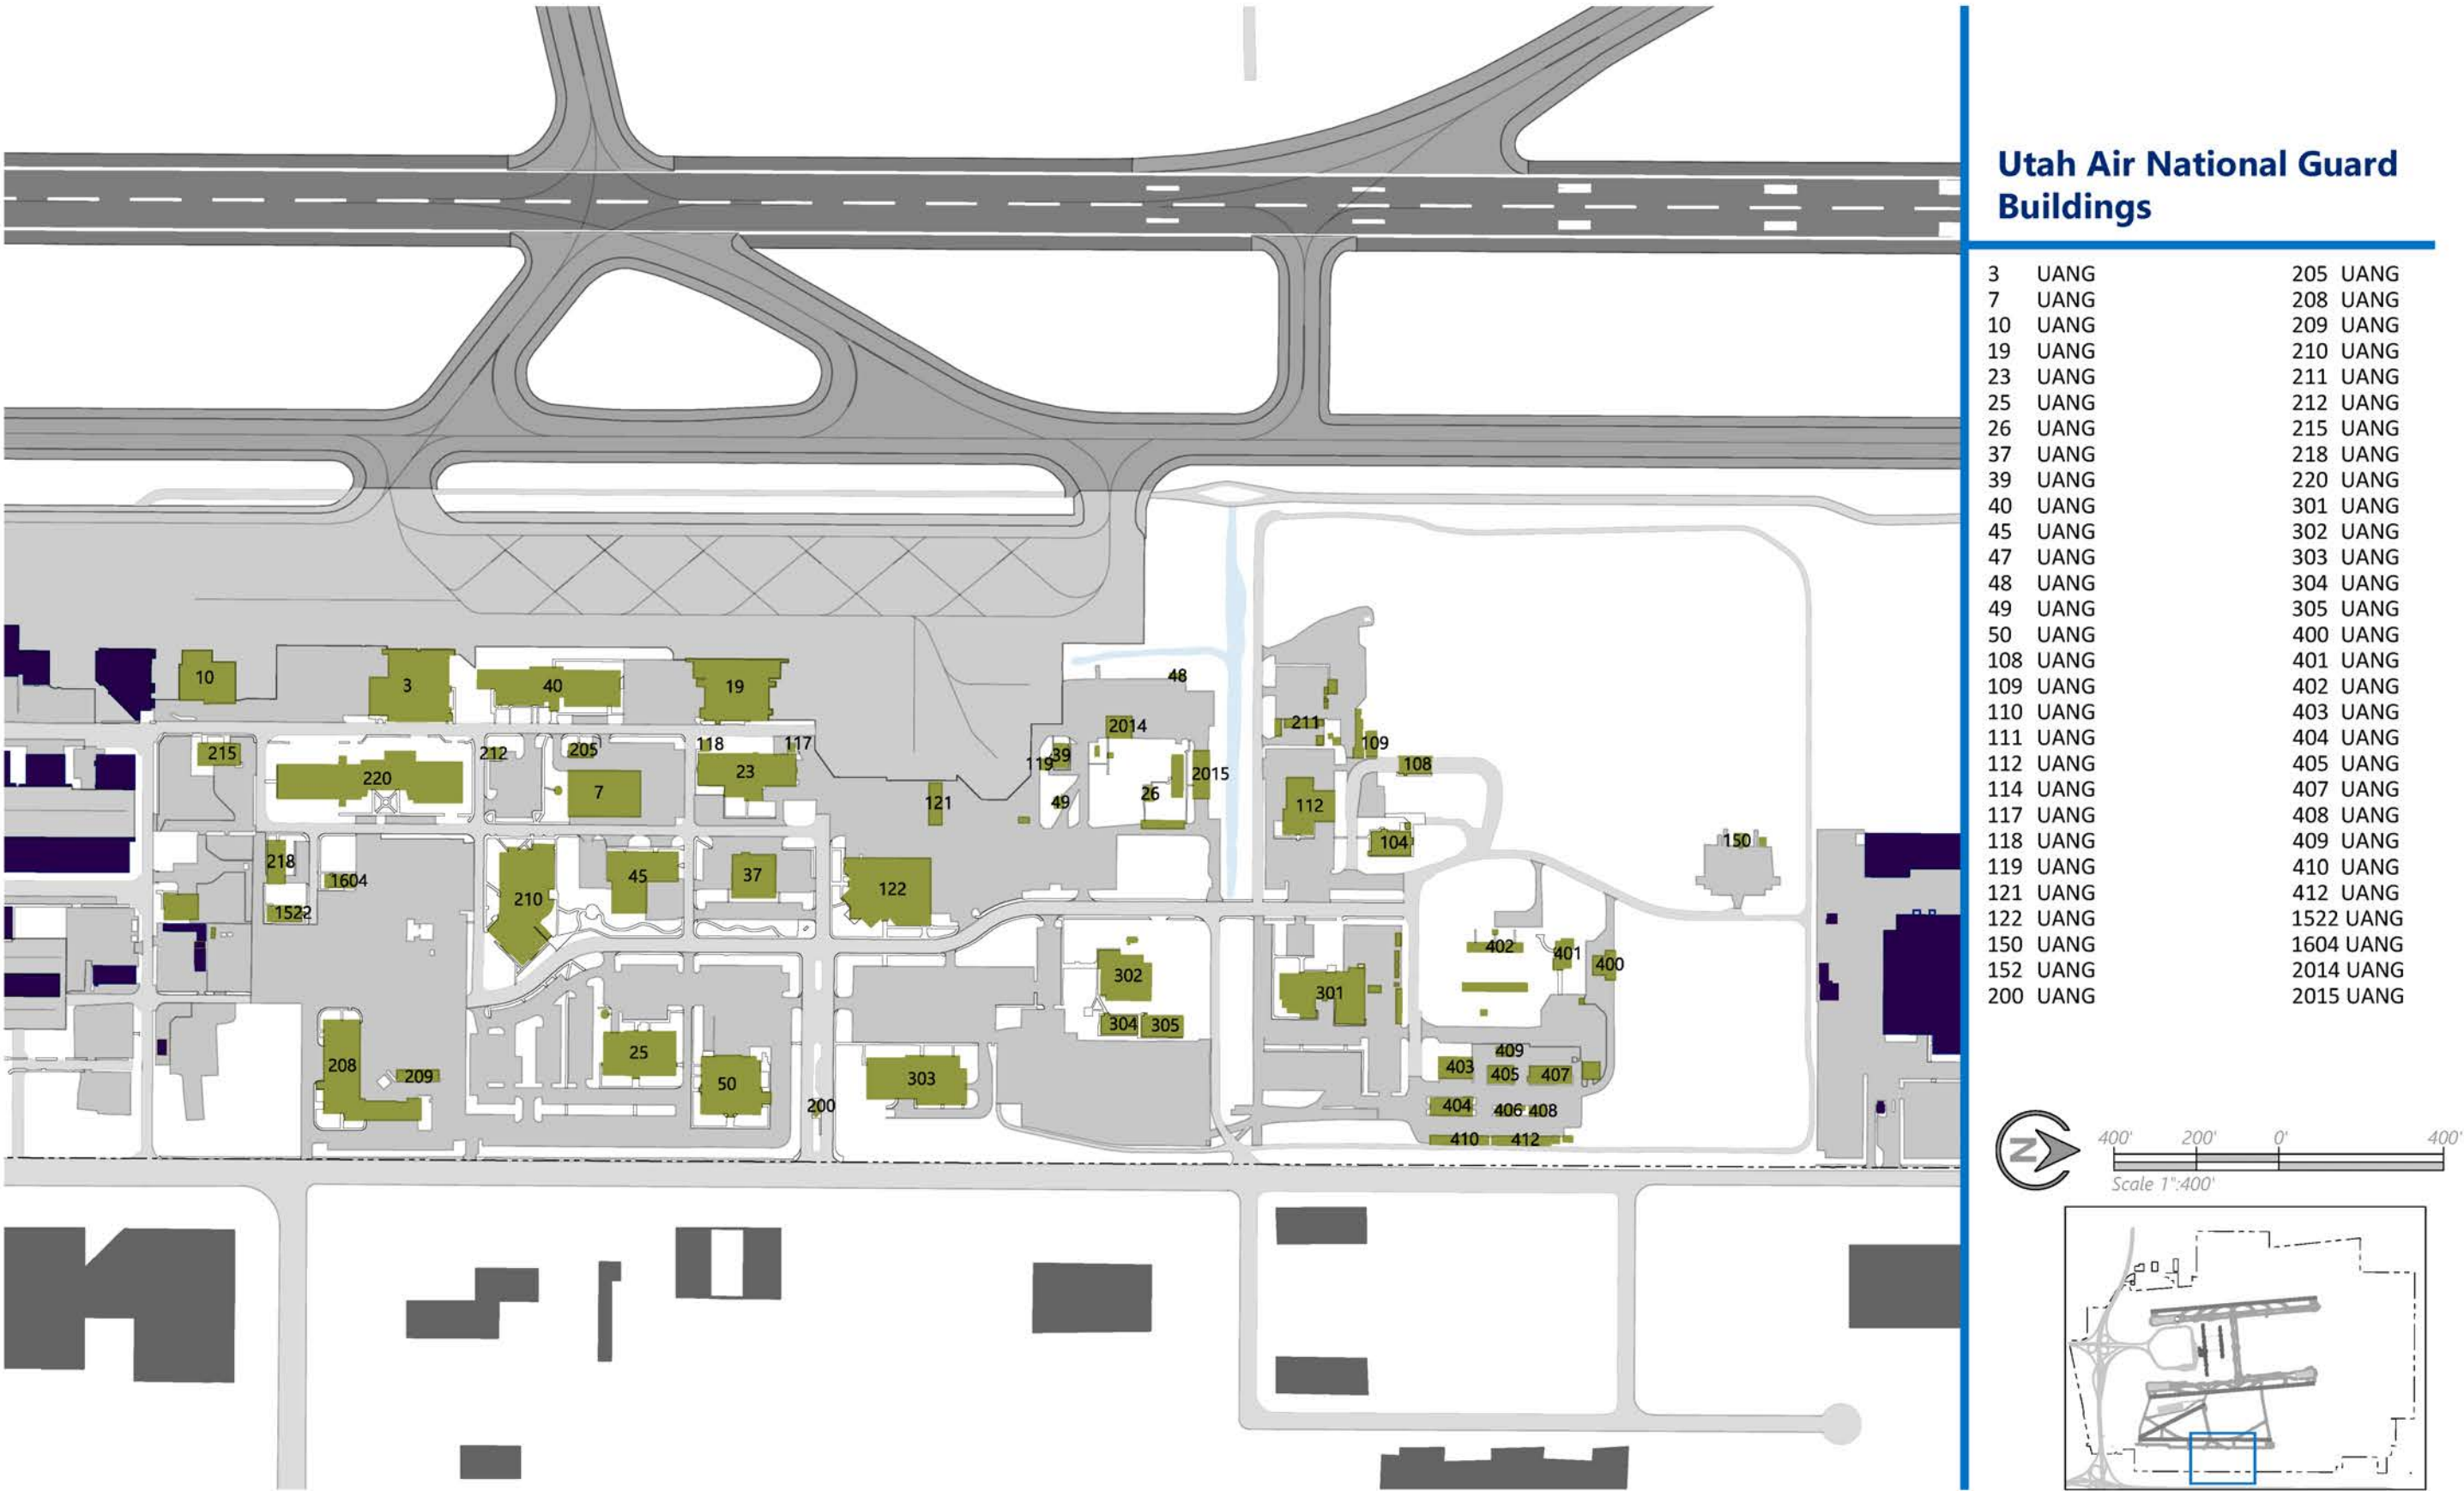 Utah Air National Guard
Buildings
3 UANG
7 UANG
10 UANG
19 UANG
23 UANG
25 UANG
26 UANG
37 UANG
39 UANG
40 UANG
45 UANG
47 UANG
48 UANG
49 UANG
50 UANG
108 UANG
109 UANG
110 UANG
111 UANG
112 UANG
114 UANG
117 UANG
118 UANG
119 UANG
121 UANG
122 UANG
150 UANG
152 UANG
200 UANG
205 UANG
208 UANG
209 UANG
210 UANG
211 UANG
212 UANG
215 UANG
218 UANG
220 UANG
301 UANG
302 UANG
303 UANG
304 UANG
305 UANG
400 UANG
401 UANG
402 UANG
403 UANG
404 UANG
405 UANG
407 UANG
408 UANG
409 UANG
410 UANG
412 UANG
1522 UANG
1604 UANG
2014 UANG
2015 UANG
10
3
40
19
48
2014
211
109
215
220
212
205
7
118
117
23
121
119
39
49
26
2015
112
108
104
150
218
1604
1522
210
45
37
122
302
304
305
301
402
401
400
208
209
25
50
200
303
403
409
405
407
404
406
408
410
412
N
400' 200' 0' 400'
Scale 1":400'